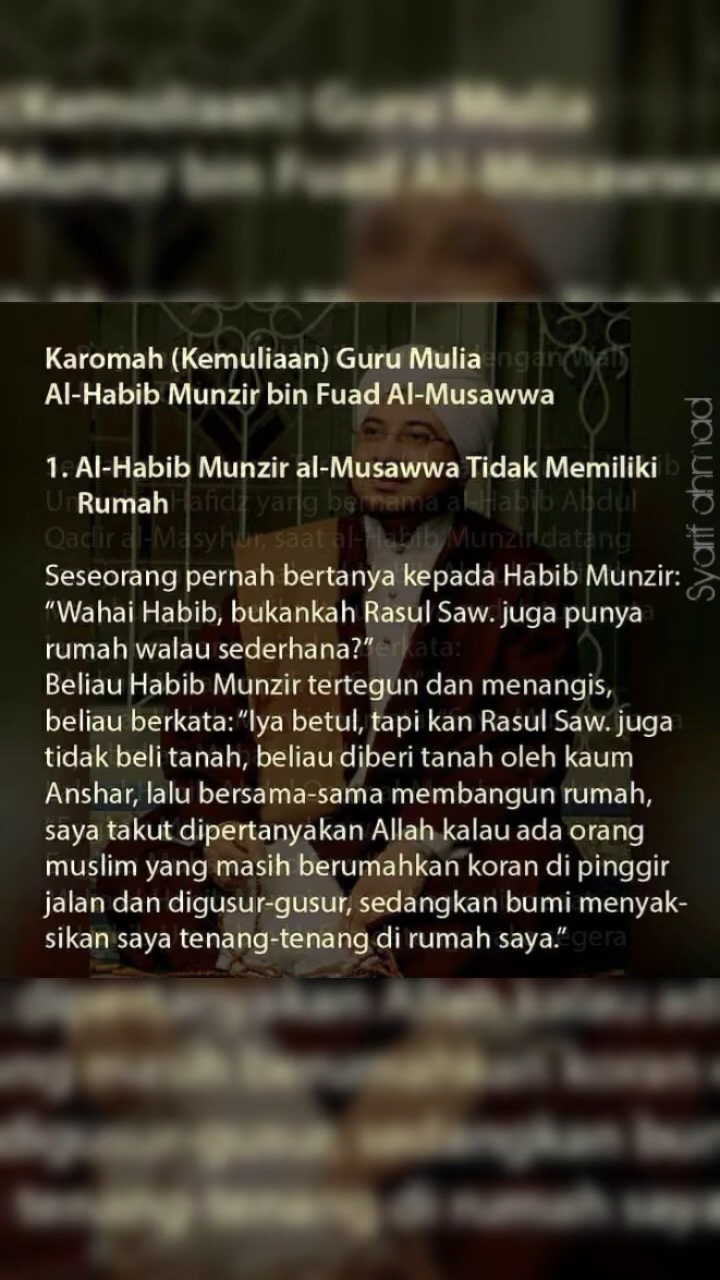 Karomah (Kemuliaan) Guru Mulia
Al-Habib Munzir bin Fuad Al-Musawwa
1. Al-Habib Munzir al-Musawwa Tidak Memiliki
Rumah
Seseorang pernah bertanya kepada Habib Munzir:
“Wahai Habib, bukankah Rasul Saw. juga punya
rumah walau sederhana?”
Beliau Habib Munzir tertegun dan menangis,
beliau berkata: “Iya betul, tapi kan Rasul Saw. juga
tidak beli tanah, beliau diberi tanah oleh kaum
Anshar, lalu bersama-sama membangun rumah,
saya takut dipertanyakan Allah kalau ada orang
muslim yang masih berumahkan koran di pinggir
jalan dan digusur-gusur, sedangkan bumi menyak-
sikan saya tenang-tenang di rumah saya.”
Syarif ahmad